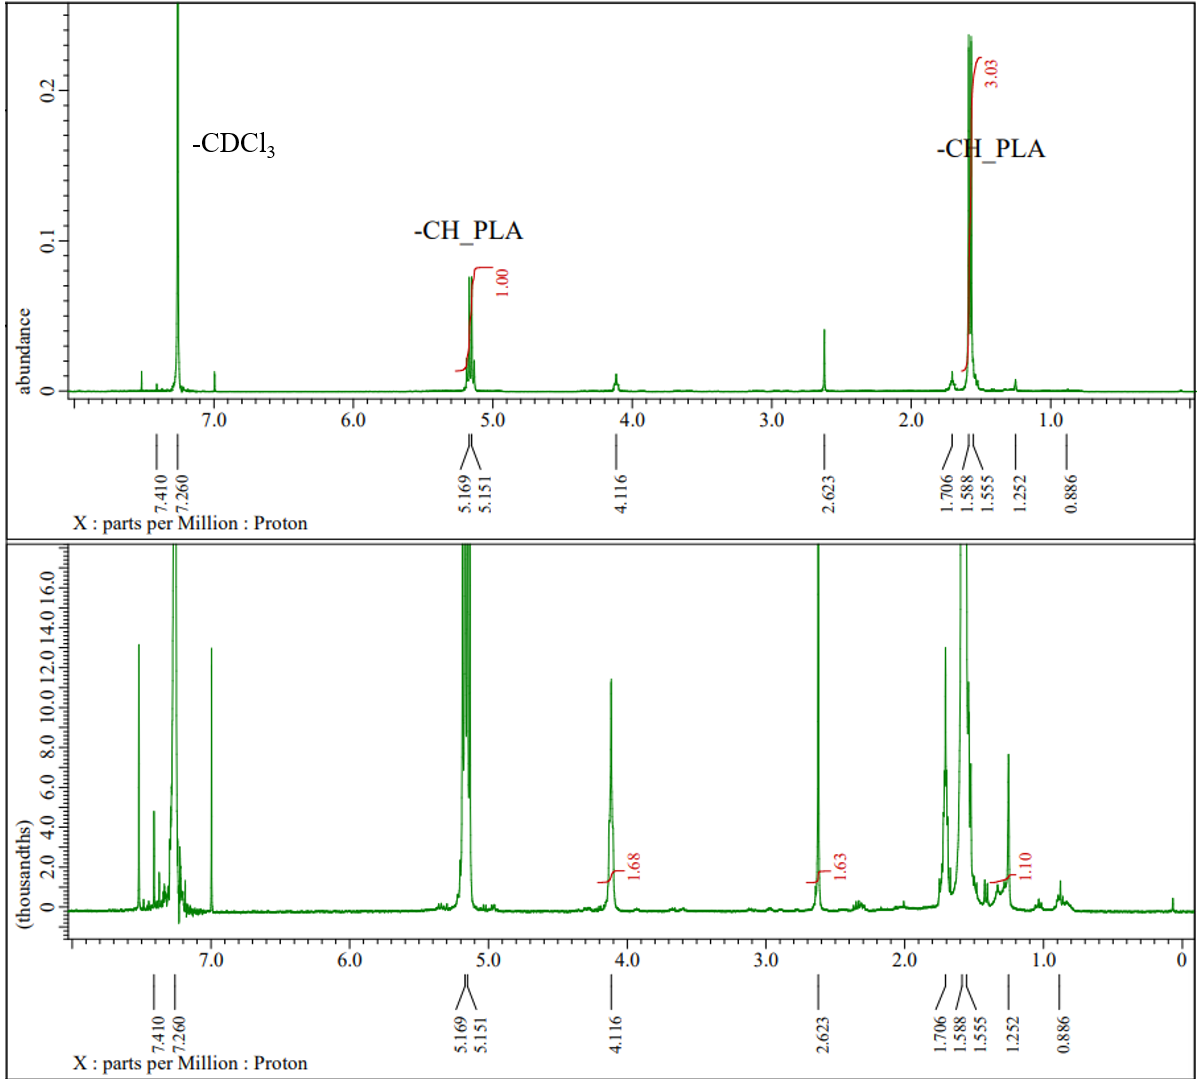 abundance
0.2
0.1
0
-CDCl₃
-CH_PLA
1.00
-CH_PLA
3.03
7.0 6.0 5.0 4.0 3.0 2.0 1.0
7.410 7.260 5.169 5.151 4.116 2.623 1.706 1.588 1.555 1.252 0.886
X : parts per Million : Proton
(thousandths)
16.0
14.0
12.0
10.0
8.0
6.0
4.0
2.0
0
1.68
1.63
1.10
7.0 6.0 5.0 4.0 3.0 2.0 1.0 0
7.410 7.260 5.169 5.151 4.116 2.623 1.706 1.588 1.555 1.252 0.886
X : parts per Million : Proton